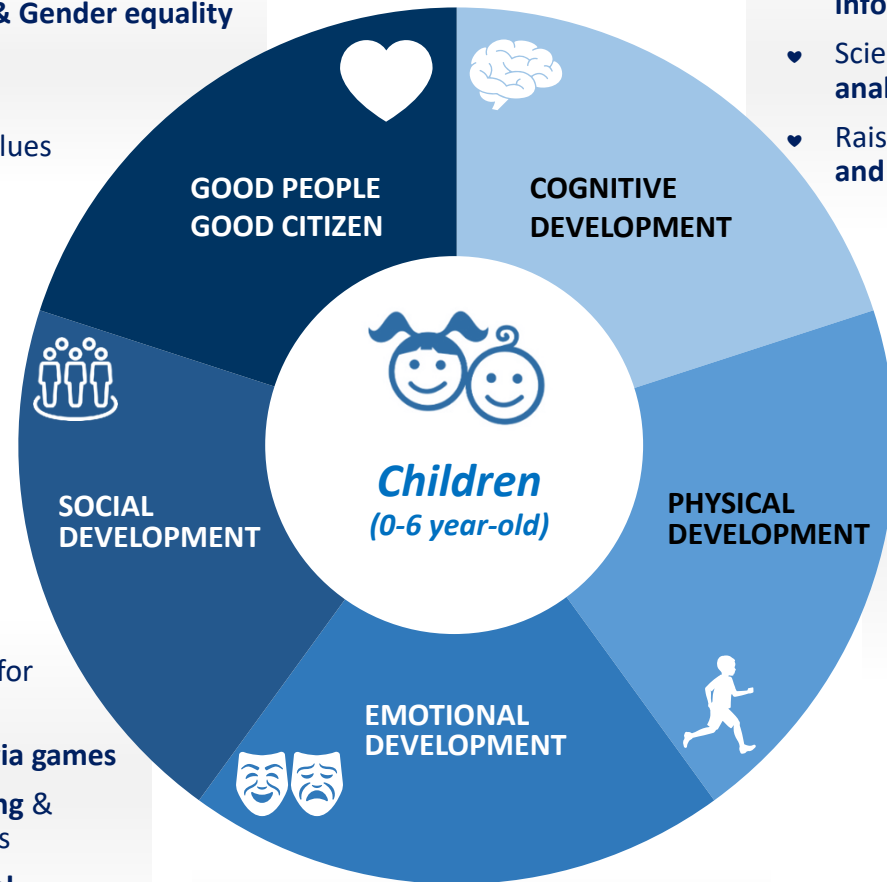 & Gender equality
lues
GOOD PEOPLE
GOOD CITIZEN
COGNITIVE
DEVELOPMENT
info
Scie
anal
Rais
and
Children
(0-6 year-old)
SOCIAL
DEVELOPMENT
PHYSICAL
DEVELOPMENT
EMOTIONAL
DEVELOPMENT
for
ia games
ng &
s